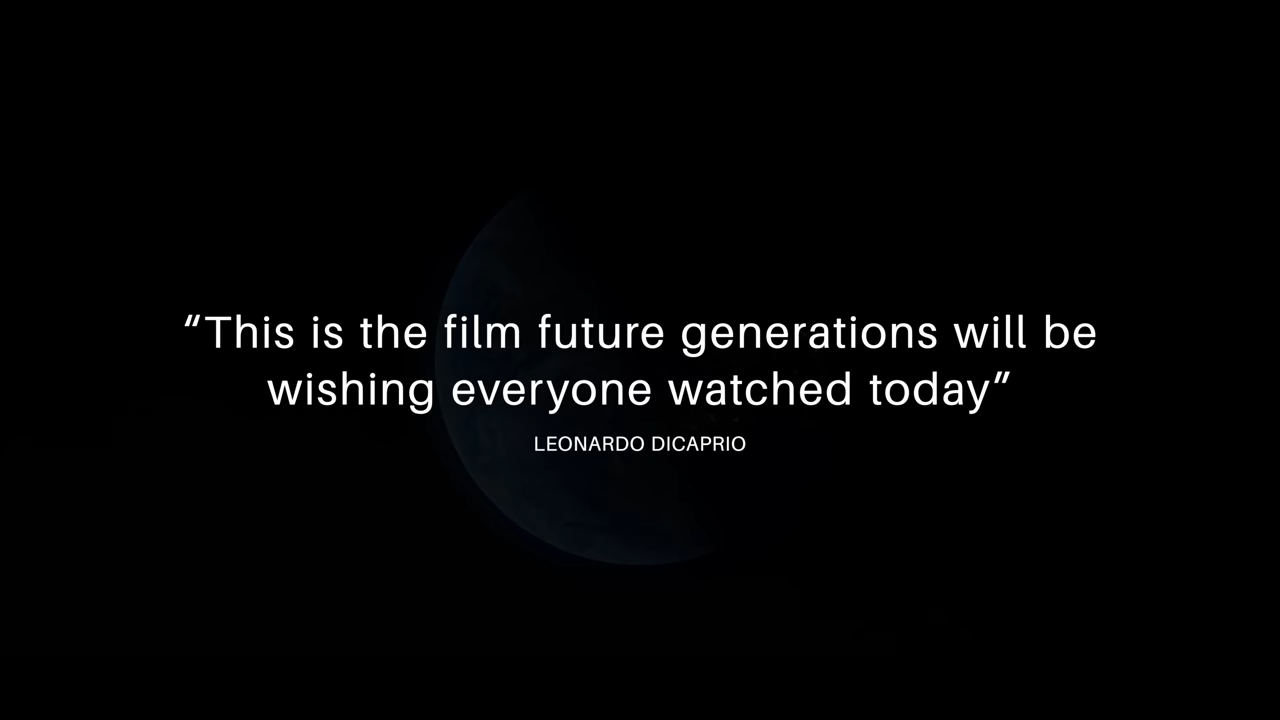 “This is the film future generations will be
wishing everyone watched today”
LEONARDO DICAPRIO